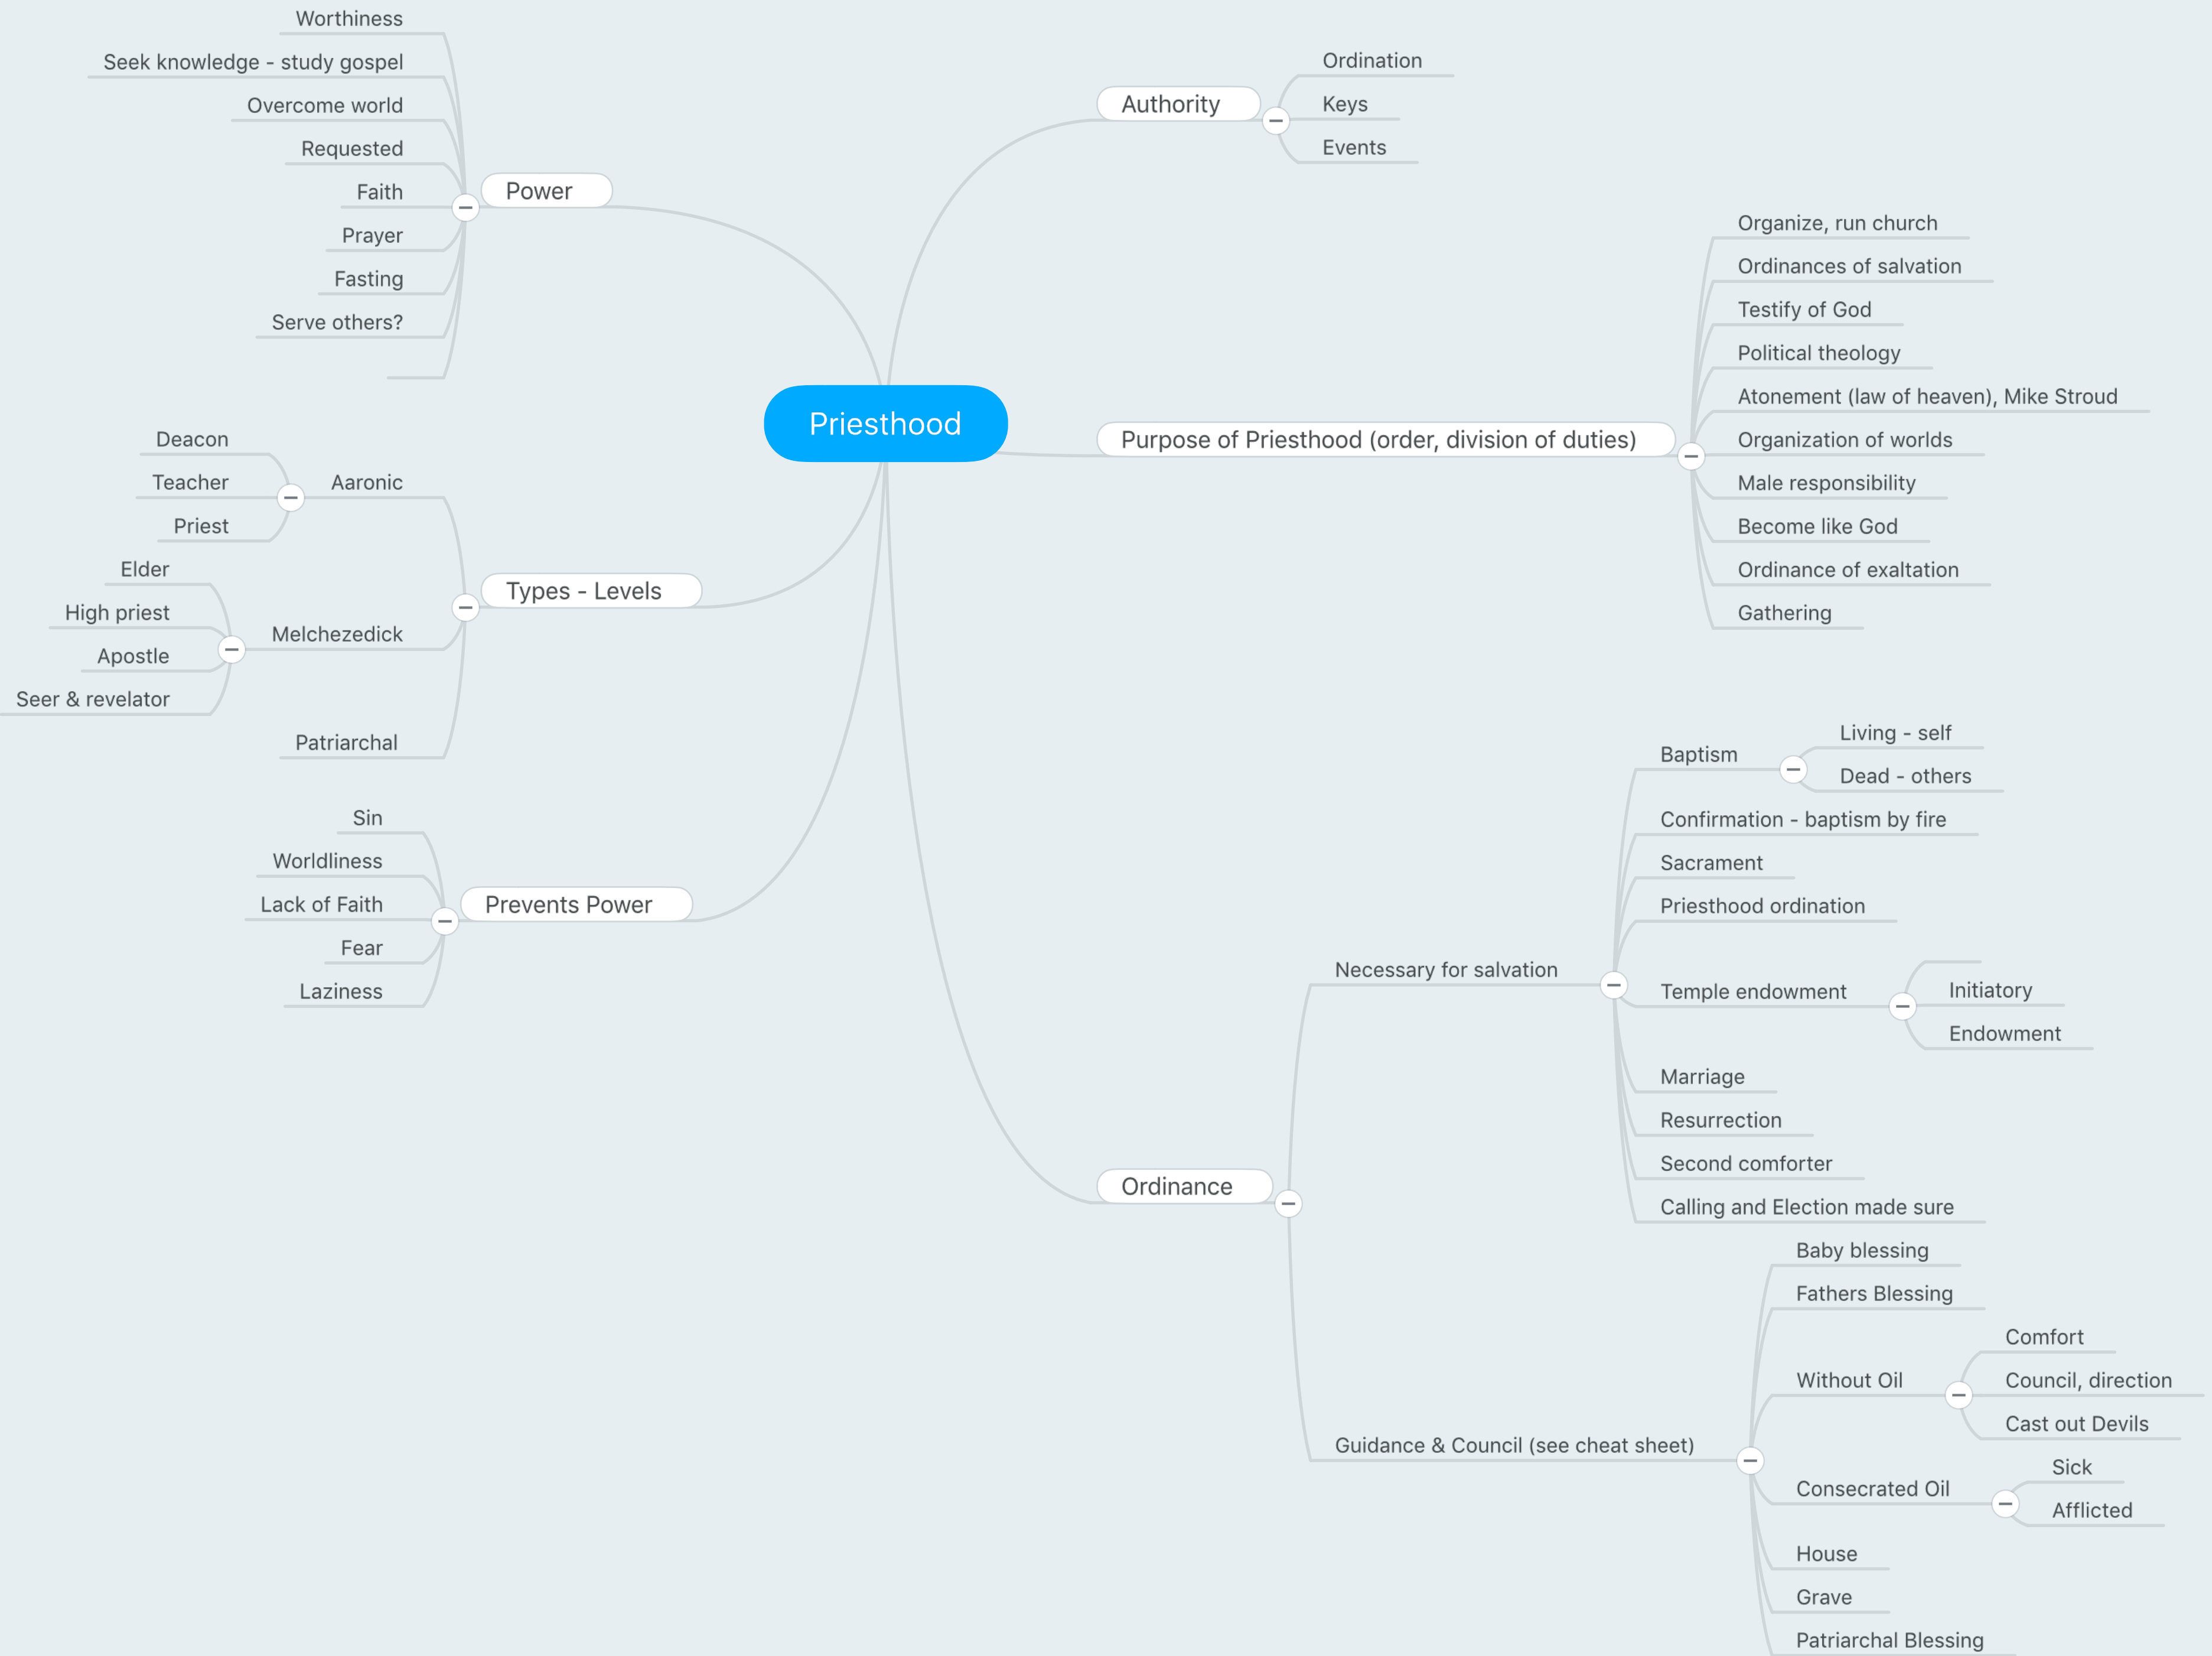 Priesthood
Power
Worthiness
Seek knowledge - study gospel
Overcome world
Requested
Faith
Prayer
Fasting
Serve others?
Types - Levels
Aaronic
Deacon
Teacher
Priest
Melchezedick
Elder
High priest
Apostle
Seer & revelator
Patriarchal
Prevents Power
Sin
Worldliness
Lack of Faith
Fear
Laziness
Authority
Ordination
Keys
Events
Purpose of Priesthood (order, division of duties)
Organize, run church
Ordinances of salvation
Testify of God
Political theology
Atonement (law of heaven), Mike Stroud
Organization of worlds
Male responsibility
Become like God
Ordinance of exaltation
Gathering
Ordinance
Necessary for salvation
Baptism
Living - self
Dead - others
Confirmation - baptism by fire
Sacrament
Priesthood ordination
Temple endowment
Initiatory
Endowment
Marriage
Resurrection
Second comforter
Calling and Election made sure
Guidance & Council (see cheat sheet)
Baby blessing
Fathers Blessing
Without Oil
Comfort
Council, direction
Cast out Devils
Consecrated Oil
Sick
Afflicted
House
Grave
Patriarchal Blessing